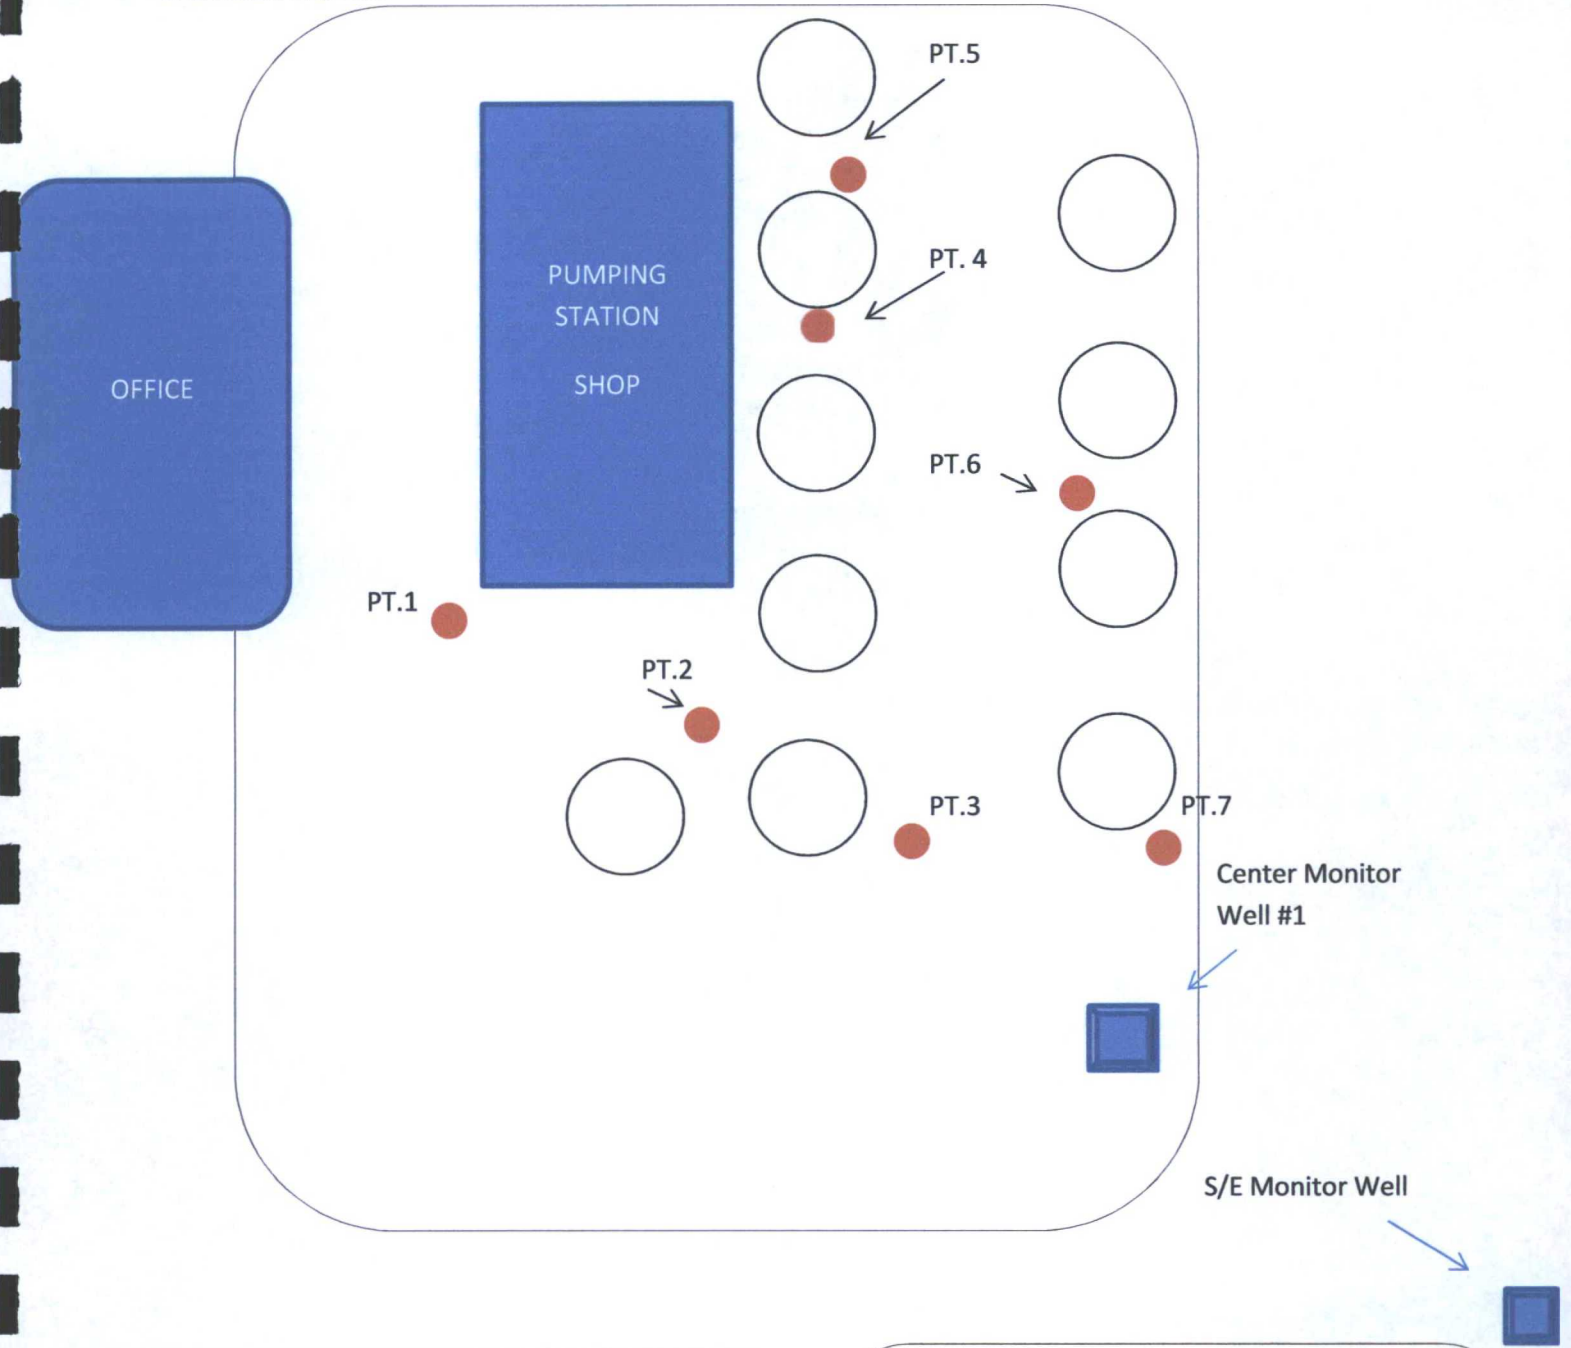 PT.5
PUMPING
STATION
SHOP
PT. 4
OFFICE
PT.6
PT.1
PT.2
PT.3
PT.7
Center Monitor
Well #1
S/E Monitor Well